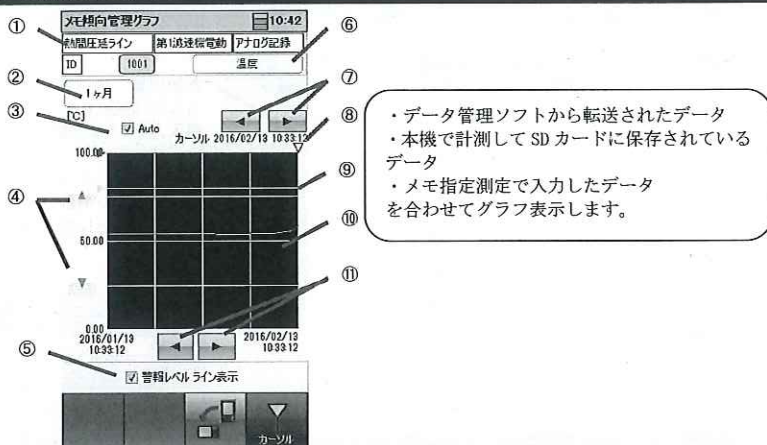 メモ傾向管理グラフ 10:42
① 熱間圧延ライン 第1減速機電動 アナログ記録 ⑥
ID 1001 温度
② 1ヶ月 ⑦
③ [℃] Auto ⑧
カーソル 2016/02/13 10:33:12
100.00 ⑨
④ 50.00 ⑩
⑪
0.00
2016/01/13 10:33:12
2016/02/13 10:33:12
⑤ 警報レベル ライン表示
カーソル
・データ管理ソフトから転送されたデータ
・本機で計測して SD カードに保存されている
データ
・メモ指定測定で入力したデータ
を合わせてグラフ表示します。